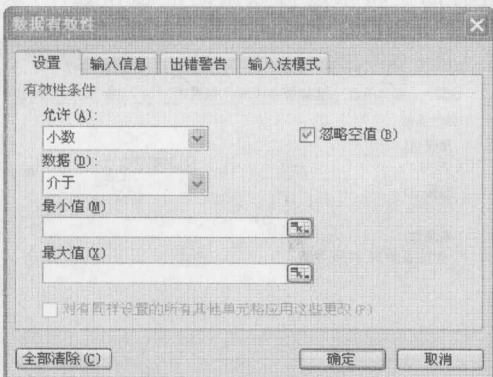 数据有效性
设置 输入信息 出错警告 输入法模式
有效性条件
允许(A):
小数
忽略空值(B)
数据(D):
介于
最小值(M)
最大值(X)
对有同样设置的所有其他单元格应用这些更改(P)
全部清除(C) 确定 取消